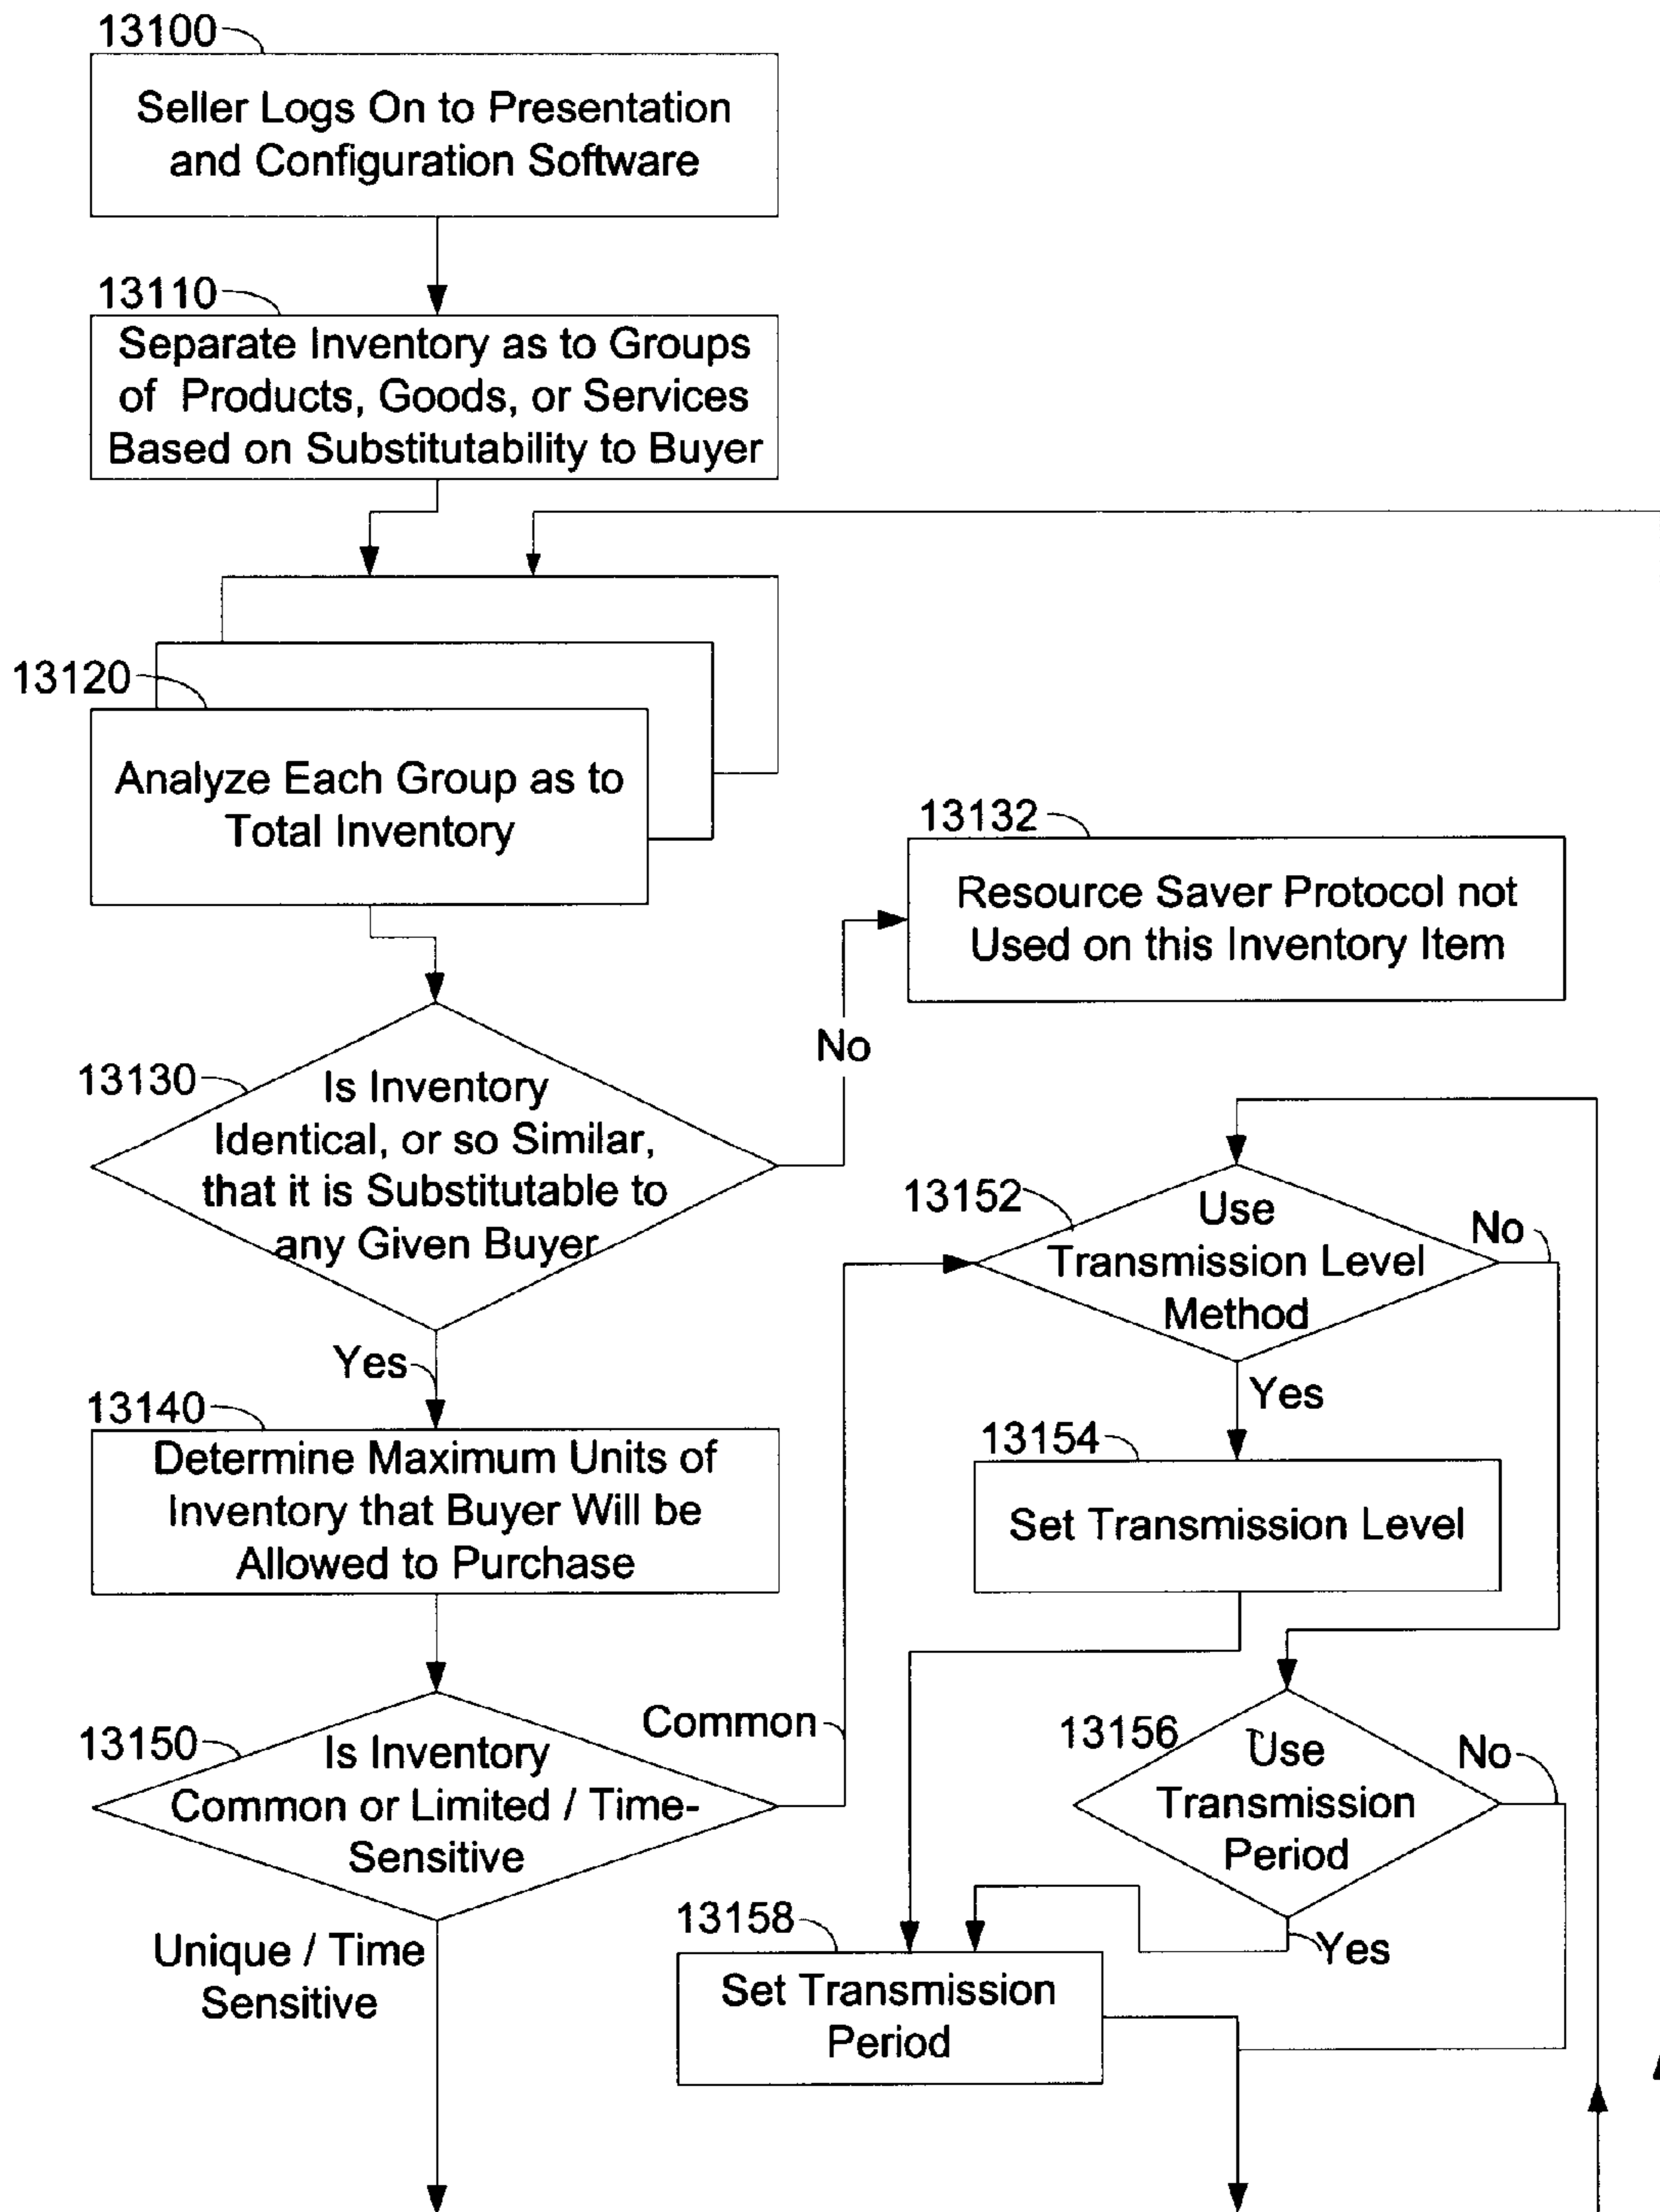 13100
Seller Logs On to Presentation
and Configuration Software
13110
Separate Inventory as to Groups
of Products, Goods, or Services
Based on Substitutability to Buyer
13120
Analyze Each Group as to
Total Inventory
13132
Resource Saver Protocol not
Used on this Inventory Item
No
13130
Is Inventory
Identical, or so Similar,
that it is Substitutable to
any Given Buyer
Yes
13140
Determine Maximum Units of
Inventory that Buyer Will be
Allowed to Purchase
13150
Is Inventory
Common or Limited / Time-
Sensitive
Common
Unique / Time
Sensitive
13152
Use
Transmission Level
Method
No
Yes
13154
Set Transmission Level
13156
Use
Transmission
Period
No
Yes
13158
Set Transmission
Period